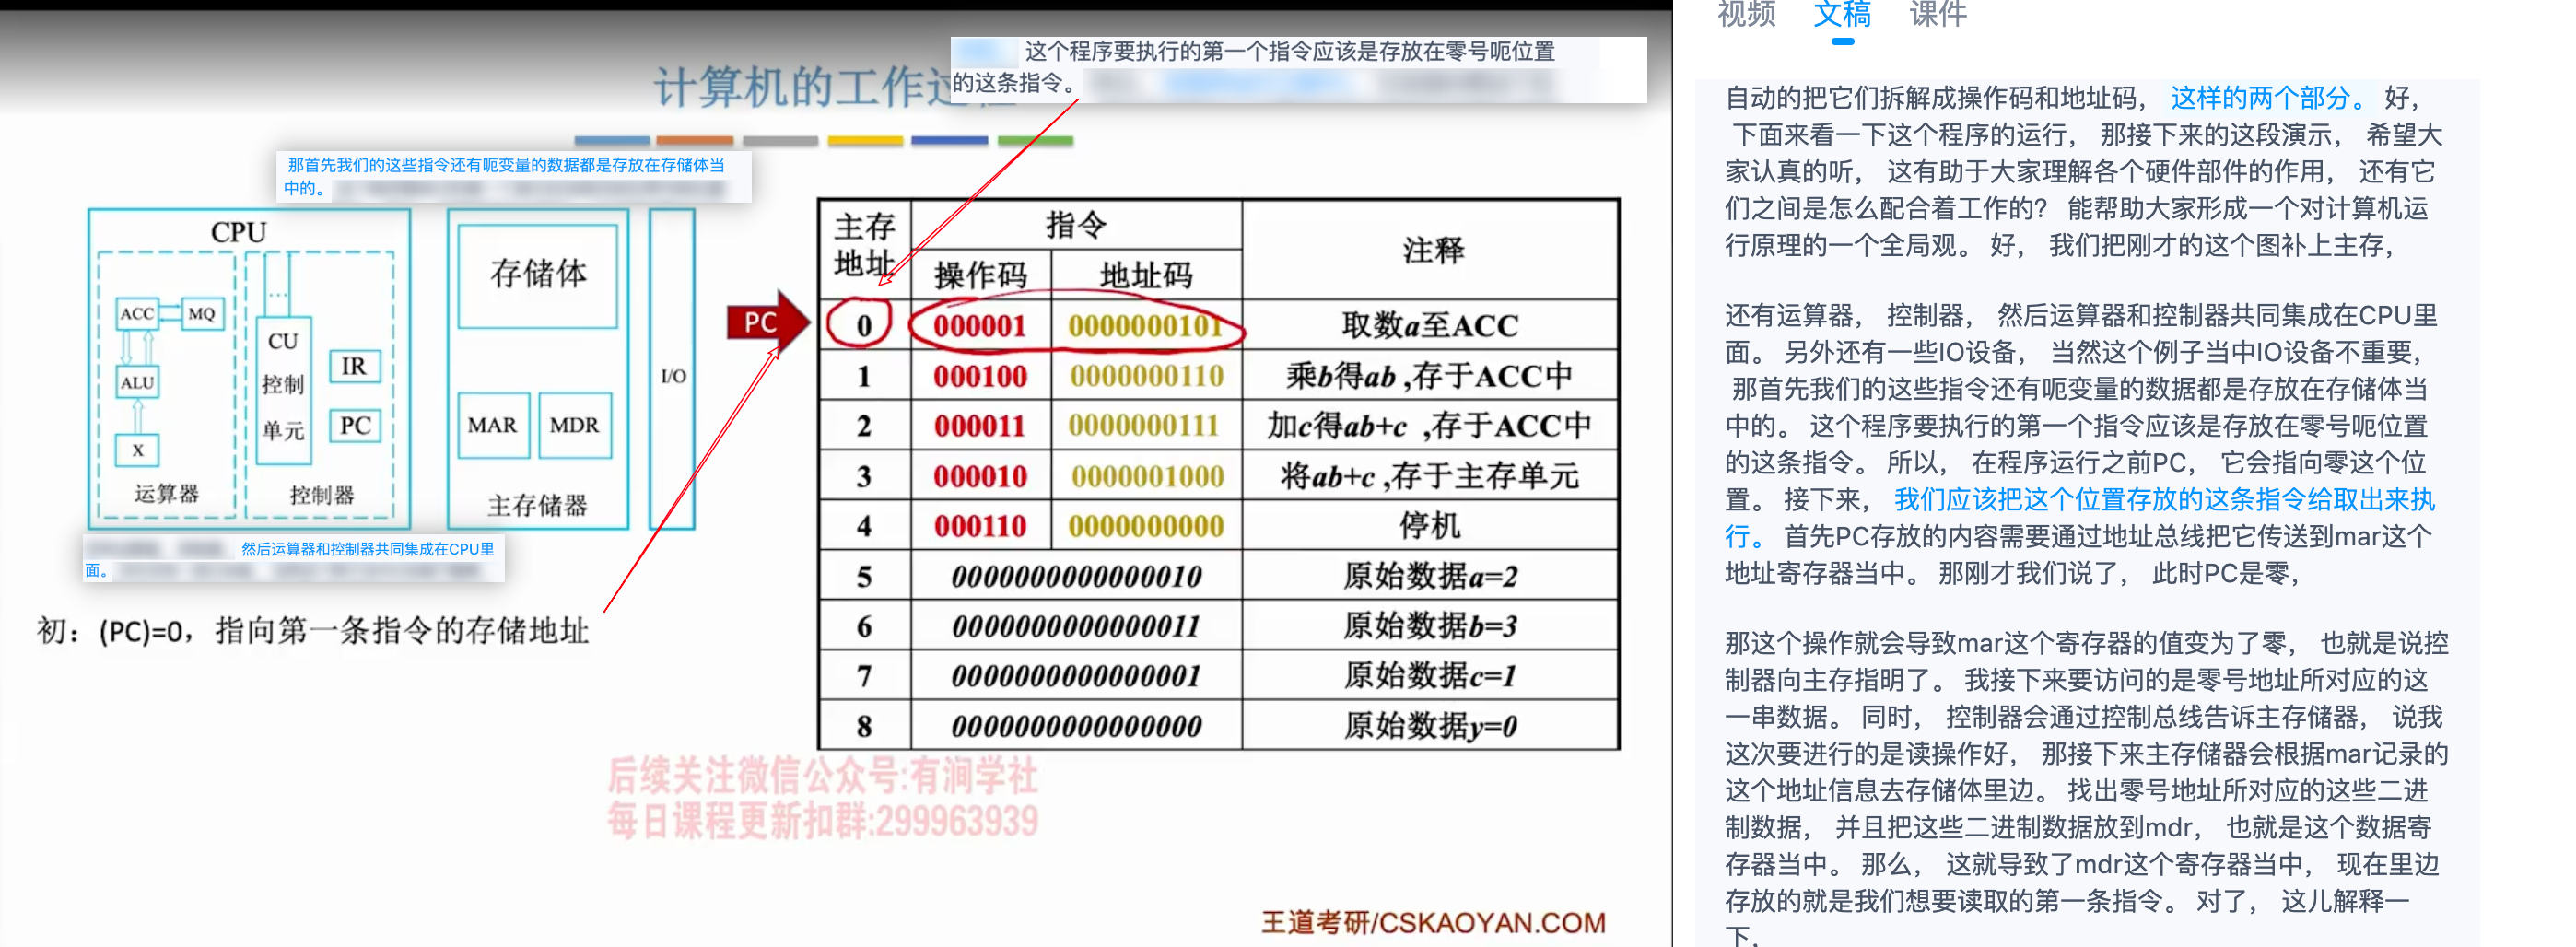 计算机的工作过程
这个程序要执行的第一个指令应该是存放在零号呃位置
的这条指令。
那首先我们的这些指令还有呃变量的数据都是存放在存储体当
中的。
CPU
ACC
MQ
ALU
X
运算器
...
CU
控制
单元
IR
PC
控制器
存储体
MAR
MDR
主存储器
I/O
然后运算器和控制器共同集成在CPU里
面。
初：(PC)=0，指向第一条指令的存储地址
PC
主存
地址
指令
注释
操作码 地址码
0 000001 0000000101 取数a至ACC
1 000100 0000000110 乘b得ab ,存于ACC中
2 000011 0000000111 加c得ab+c ,存于ACC中
3 000010 0000001000 将ab+c ,存于主存单元
4 000110 0000000000 停机
5 0000000000000010 原始数据a=2
6 0000000000000011 原始数据b=3
7 0000000000000001 原始数据c=1
8 0000000000000000 原始数据y=0
后续关注微信公众号:有涧学社
每日课程更新扣群:299963939
王道考研/CSKAOYAN.COM
视频 文稿 课件
自动的把它们拆解成操作码和地址码， 这样的两个部分。 好，
下面来看一下这个程序的运行， 那接下来的这段演示， 希望大
家认真的听， 这有助于大家理解各个硬件部件的作用， 还有它
们之间是怎么配合着工作的？ 能帮助大家形成一个对计算机运
行原理的一个全局观。 好， 我们把刚才的这个图补上主存，
还有运算器， 控制器， 然后运算器和控制器共同集成在CPU里
面。 另外还有一些IO设备， 当然这个例子当中IO设备不重要，
那首先我们的这些指令还有呃变量的数据都是存放在存储体当
中的。 这个程序要执行的第一个指令应该是存放在零号呃位置
的这条指令。 所以， 在程序运行之前PC， 它会指向零这个位
置。 接下来， 我们应该把这个位置存放的这条指令给取出来执
行。 首先PC存放的内容需要通过地址总线把它传送到mar这个
地址寄存器当中。 那刚才我们说了， 此时PC是零，
那这个操作就会导致mar这个寄存器的值变为了零， 也就是说控
制器向主存指明了。 我接下来要访问的是零号地址所对应的这
一串数据。 同时， 控制器会通过控制总线告诉主存储器， 说我
这次要进行的是读操作好， 那接下来主存储器会根据mar记录的
这个地址信息去存储体里边。 找出零号地址所对应的这些二进
制数据， 并且把这些二进制数据放到mdr， 也就是这个数据寄
存器当中。 那么， 这就导致了mdr这个寄存器当中， 现在里边
存放的就是我们想要读取的第一条指令。 对了， 这儿解释一
下，